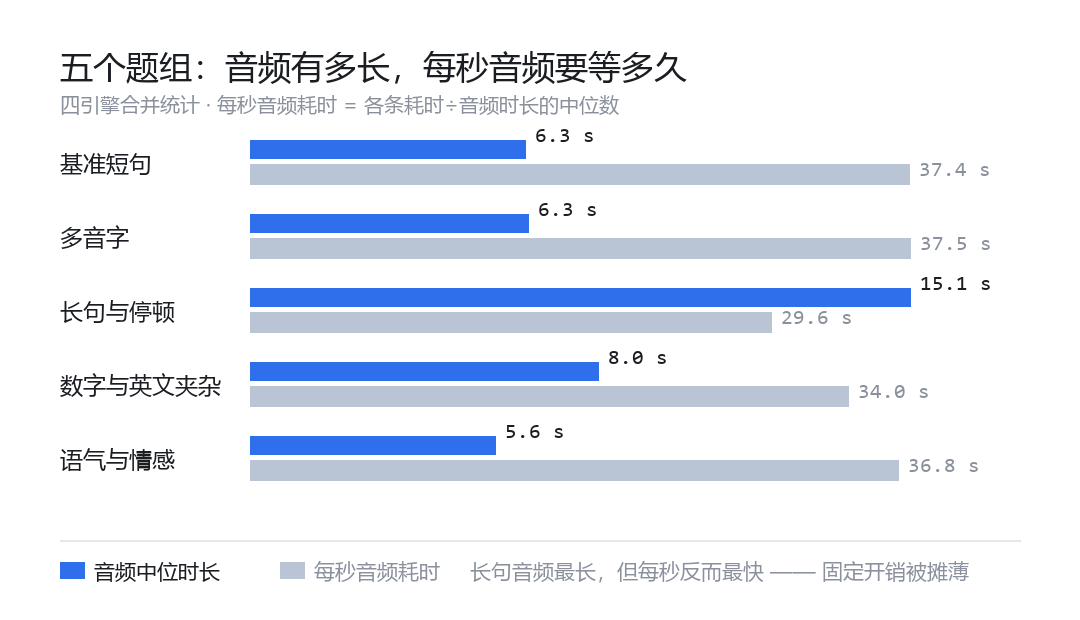 五个题组：音频有多长，每秒音频要等多久
四引擎合并统计 · 每秒音频耗时 = 各条耗时÷音频时长的中位数
基准短句
6.3 s
37.4 s
多音字
6.3 s
37.5 s
长句与停顿
15.1 s
29.6 s
数字与英文夹杂
8.0 s
34.0 s
语气与情感
5.6 s
36.8 s
音频中位时长 每秒音频耗时 长句音频最长，但每秒反而最快 —— 固定开销被摊薄